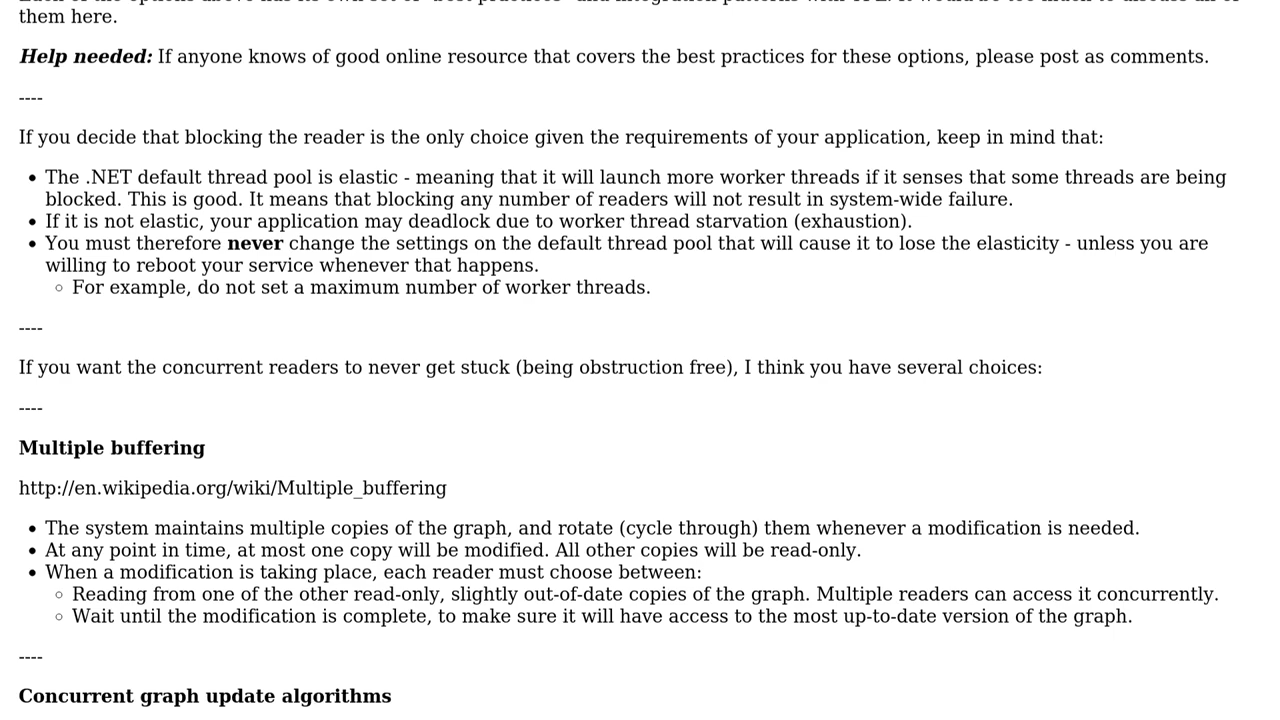 them here.
Help needed: If anyone knows of good online resource that covers the best practices for these options, please post as comments.
----
If you decide that blocking the reader is the only choice given the requirements of your application, keep in mind that:
• The .NET default thread pool is elastic - meaning that it will launch more worker threads if it senses that some threads are being
blocked. This is good. It means that blocking any number of readers will not result in system-wide failure.
• If it is not elastic, your application may deadlock due to worker thread starvation (exhaustion).
• You must therefore never change the settings on the default thread pool that will cause it to lose the elasticity - unless you are
willing to reboot your service whenever that happens.
◦ For example, do not set a maximum number of worker threads.
----
If you want the concurrent readers to never get stuck (being obstruction free), I think you have several choices:
----
Multiple buffering
http://en.wikipedia.org/wiki/Multiple_buffering
• The system maintains multiple copies of the graph, and rotate (cycle through) them whenever a modification is needed.
• At any point in time, at most one copy will be modified. All other copies will be read-only.
• When a modification is taking place, each reader must choose between:
◦ Reading from one of the other read-only, slightly out-of-date copies of the graph. Multiple readers can access it concurrently.
◦ Wait until the modification is complete, to make sure it will have access to the most up-to-date version of the graph.
----
Concurrent graph update algorithms